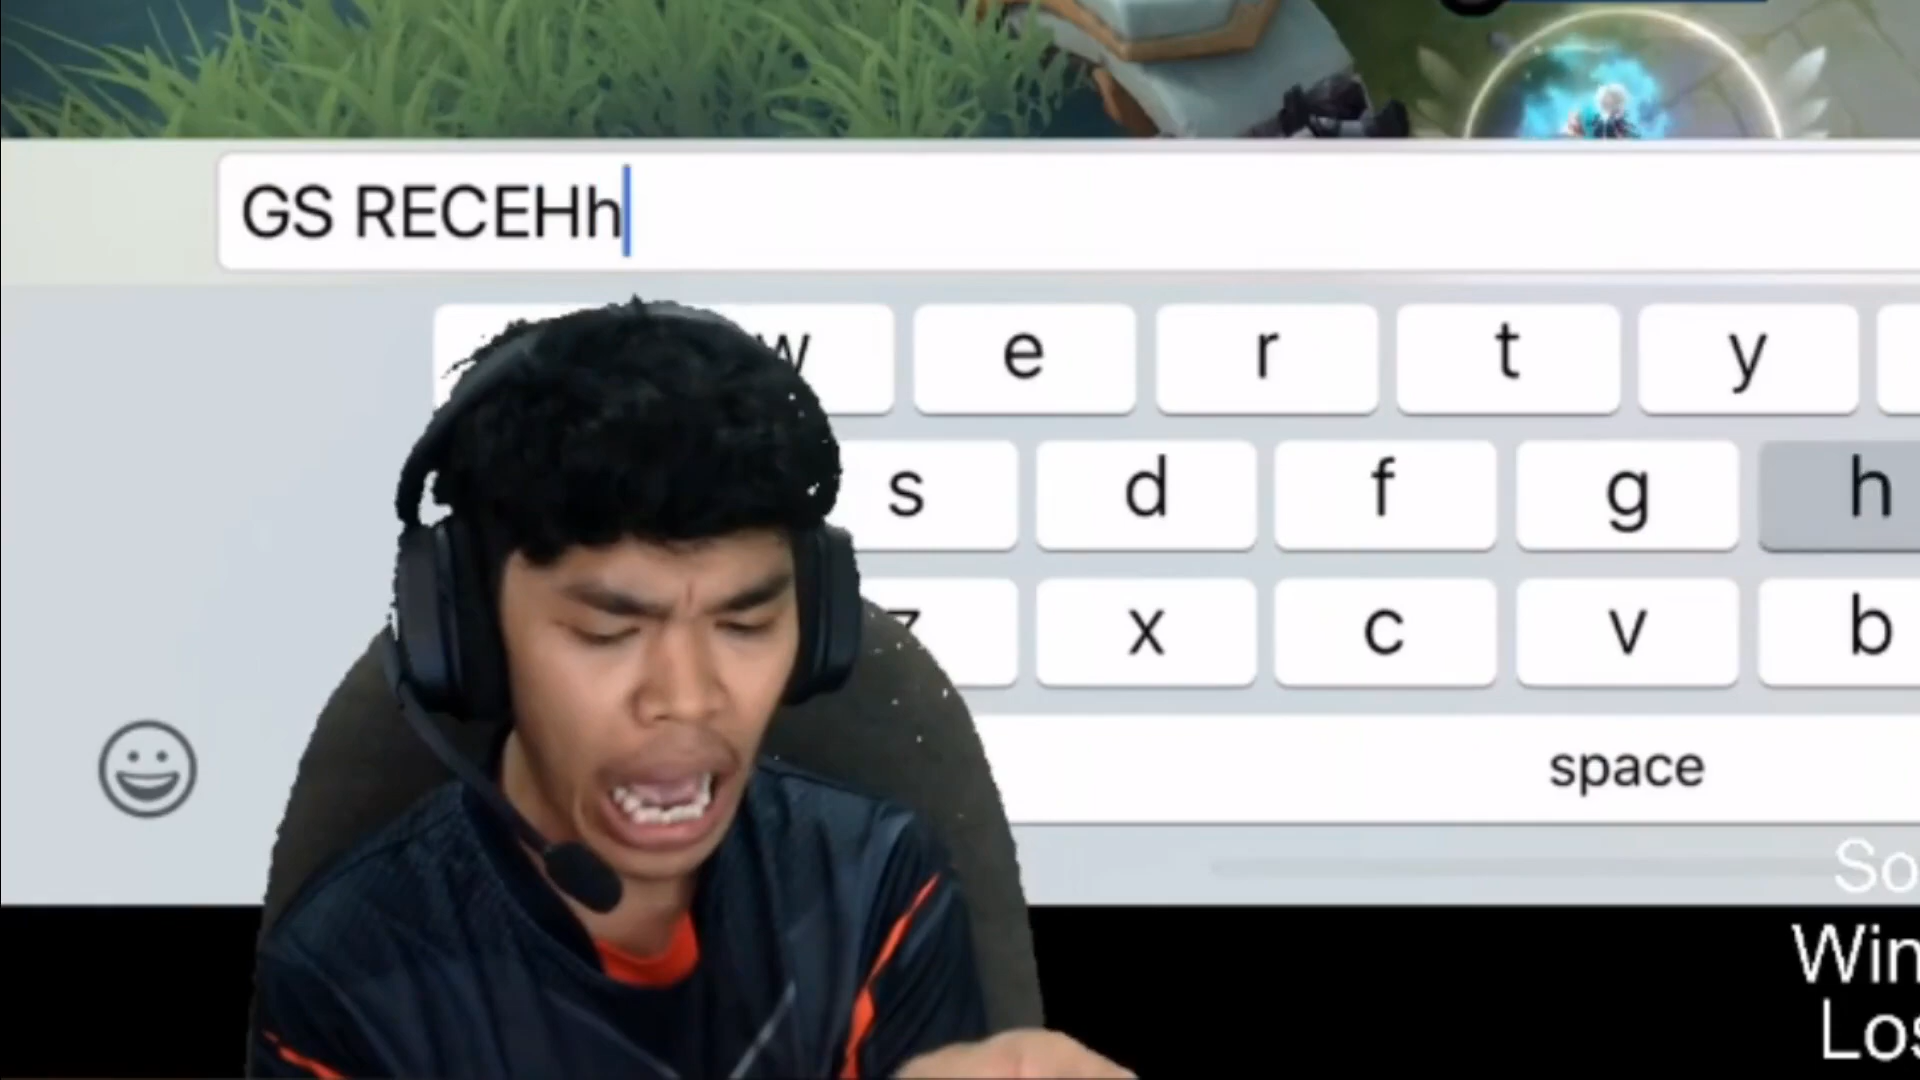 GS RECEHh
w e r t y
s d f g h
z x c v b
space
So
Win
Los